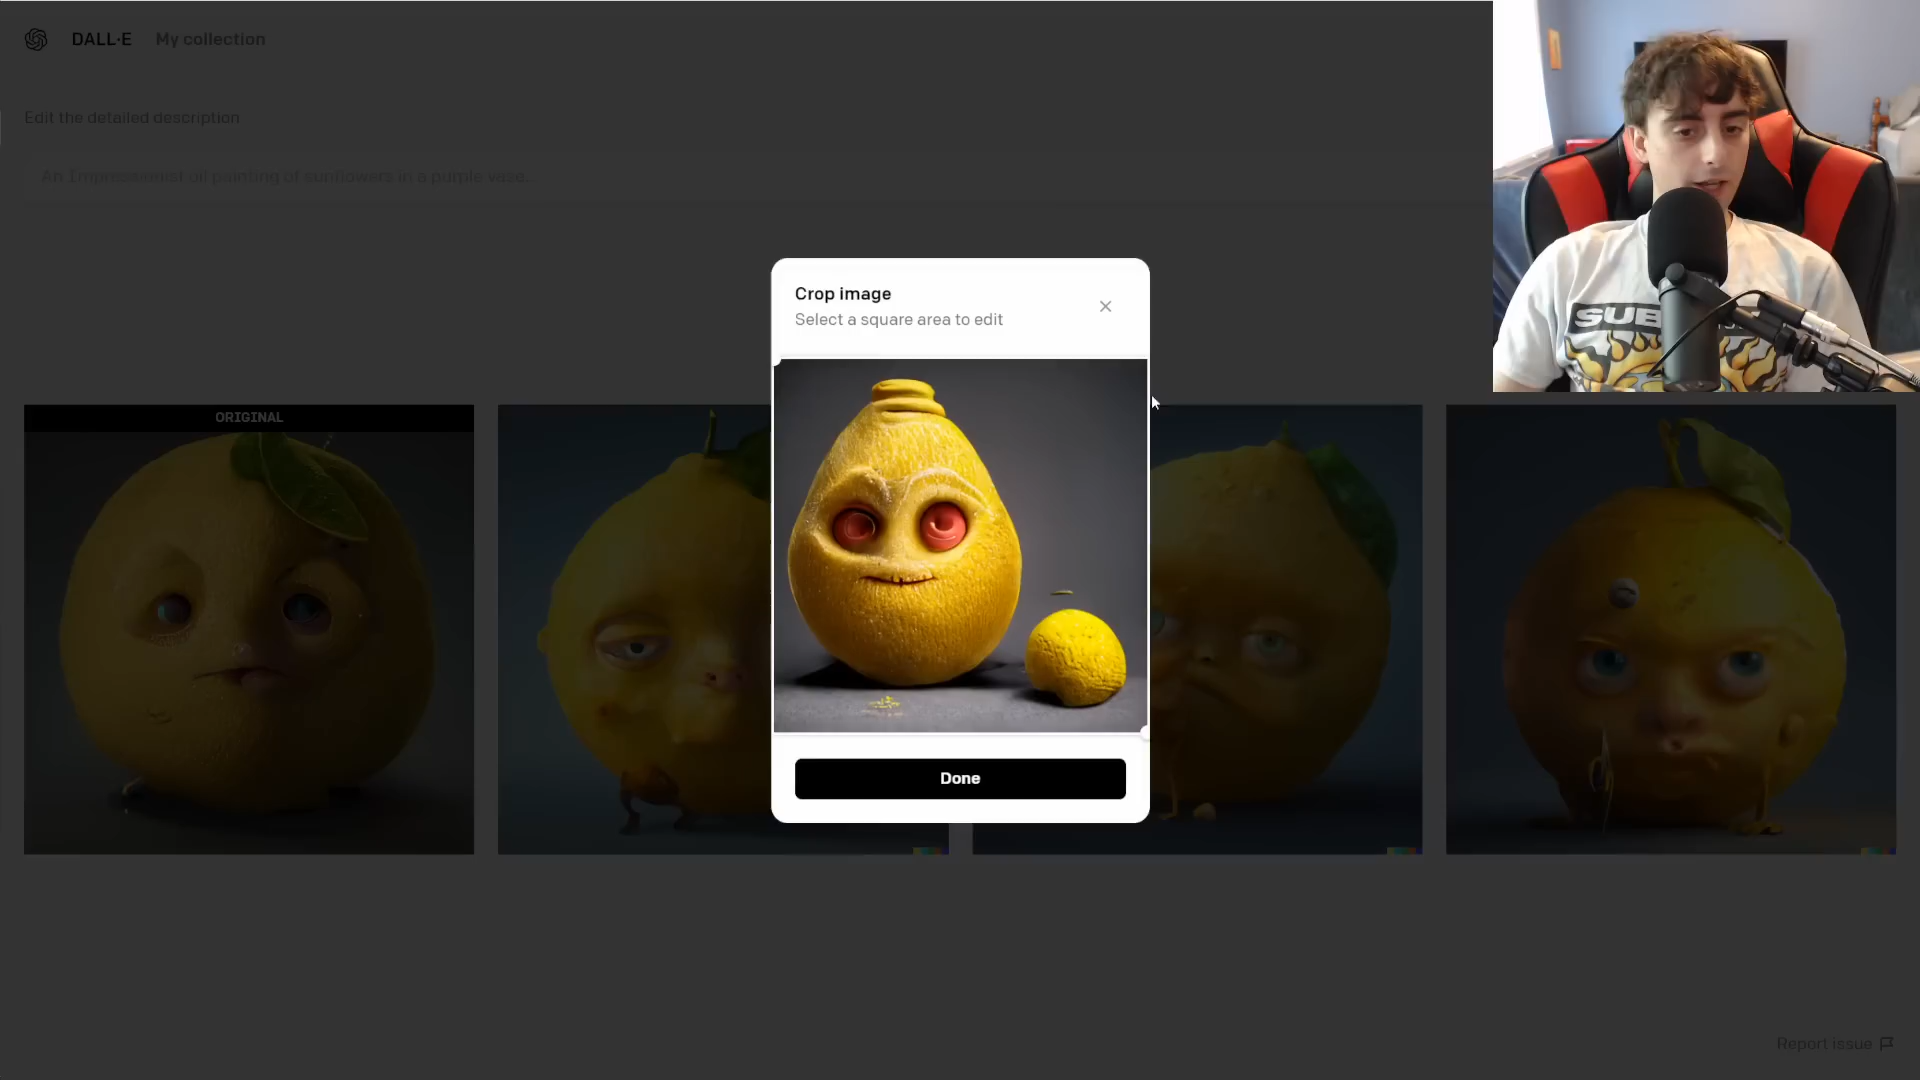 DALL·E My collection
Edit the detailed description
An Impressionist oil painting of sunflowers in a purple vase...
Crop image
Select a square area to edit
ORIGINAL
Done
SUB
Report issue